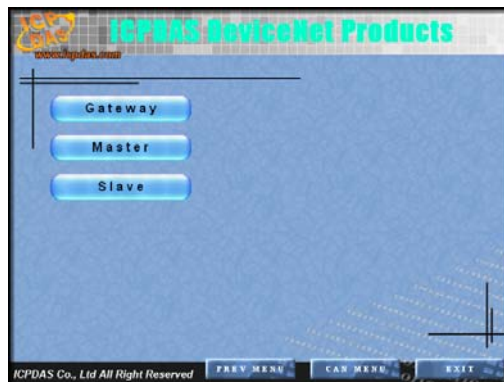 ICP DAS
ICPDAS DeviceNet Products
www.icpdas.com
Gateway
Master
Slave
ICPDAS Co., Ltd All Right Reserved
PREV MENU
CAN MENU
EXIT